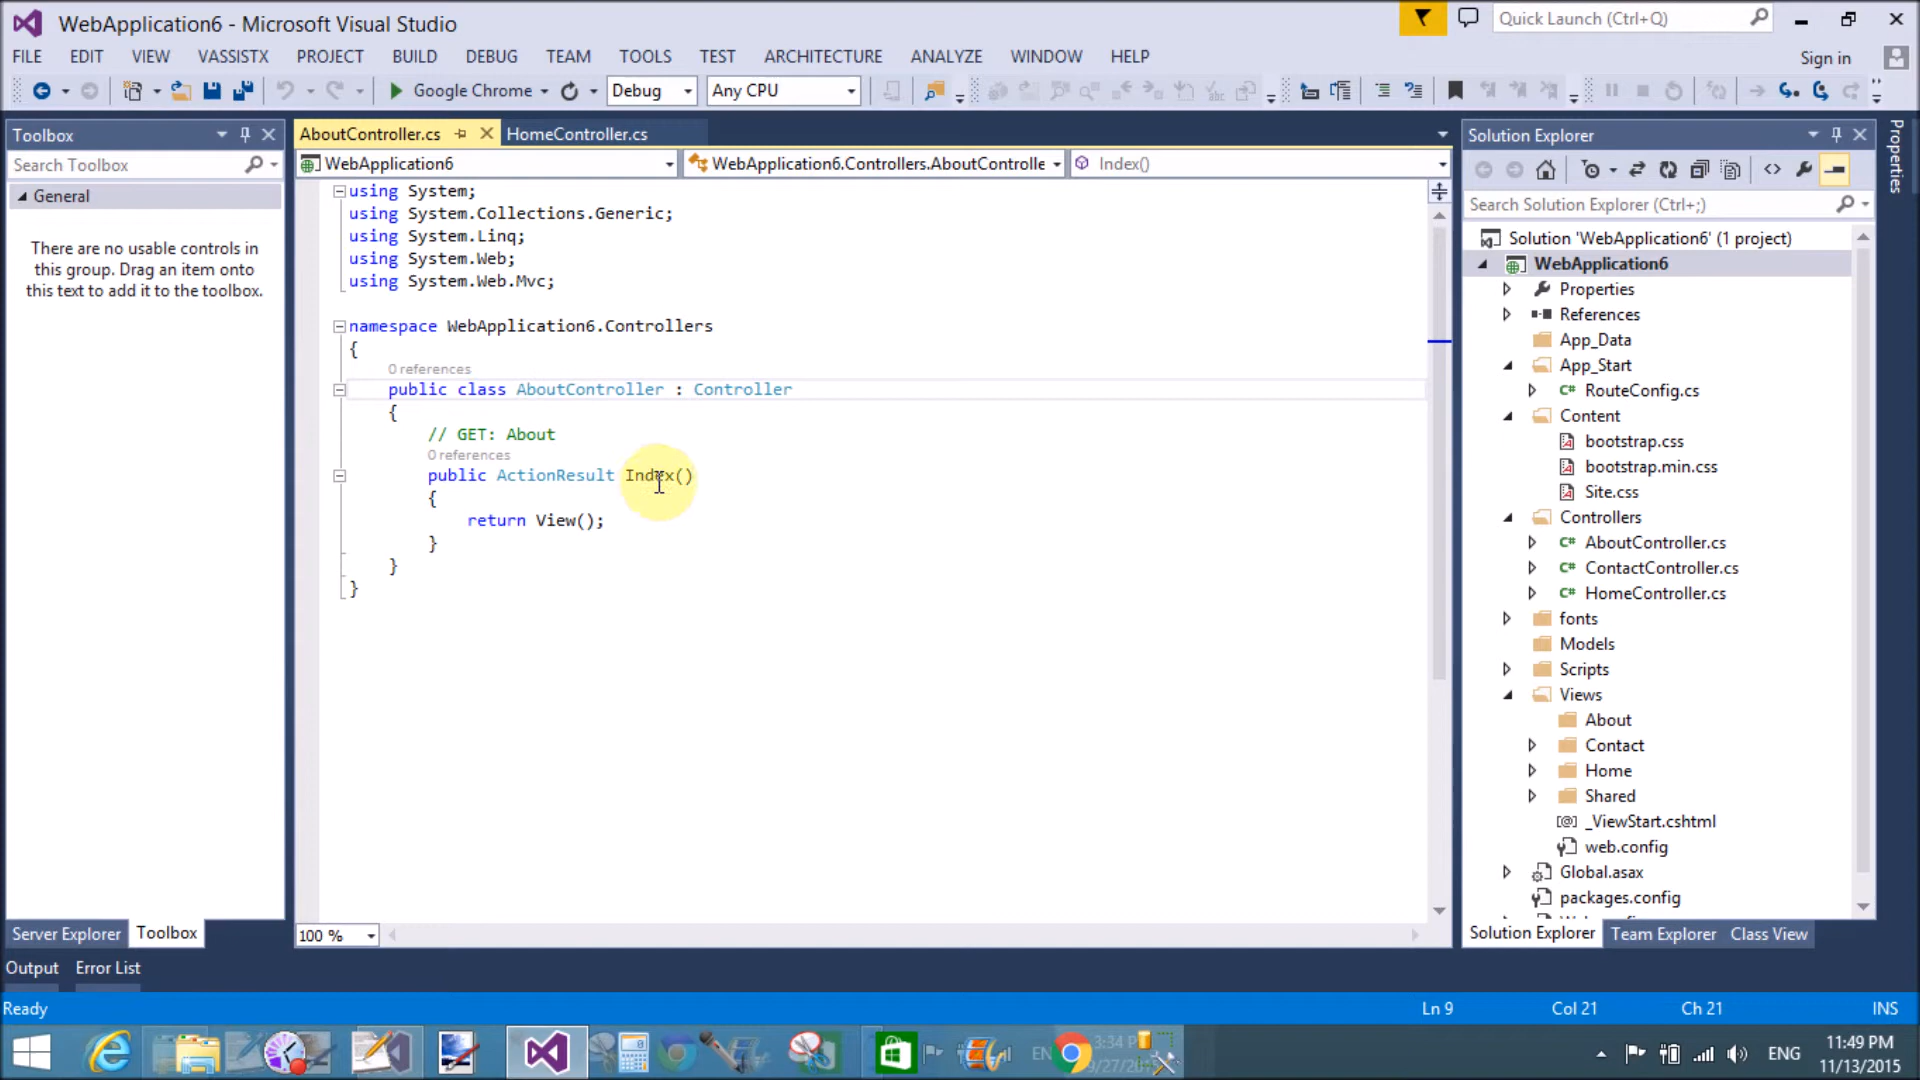 WebApplication6 - Microsoft Visual Studio
Quick Launch (Ctrl+Q)
FILE EDIT VIEW VASSISTX PROJECT BUILD DEBUG TEAM TOOLS TEST ARCHITECTURE ANALYZE WINDOW HELP
Sign in
Google Chrome Debug Any CPU
Toolbox
Search Toolbox
General
There are no usable controls in
this group. Drag an item onto
this text to add it to the toolbox.
Server Explorer Toolbox
AboutController.cs HomeController.cs
WebApplication6 WebApplication6.Controllers.AboutControlle Index()
using System;
using System.Collections.Generic;
using System.Linq;
using System.Web;
using System.Web.Mvc;
namespace WebApplication6.Controllers
{
0 references
public class AboutController : Controller
{
// GET: About
0 references
public ActionResult Index()
{
return View();
}
}
}
100 %
Solution Explorer
Search Solution Explorer (Ctrl+;)
Solution 'WebApplication6' (1 project)
WebApplication6
Properties
References
App_Data
App_Start
C# RouteConfig.cs
Content
bootstrap.css
bootstrap.min.css
Site.css
Controllers
C# AboutController.cs
C# ContactController.cs
C# HomeController.cs
fonts
Models
Scripts
Views
About
Contact
Home
Shared
[@] _ViewStart.cshtml
web.config
Global.asax
packages.config
Solution Explorer Team Explorer Class View
Properties
Output Error List
Ready
Ln 9 Col 21 Ch 21 INS
EN
3:34 PM
9/27/20
ENG
11:49 PM
11/13/2015